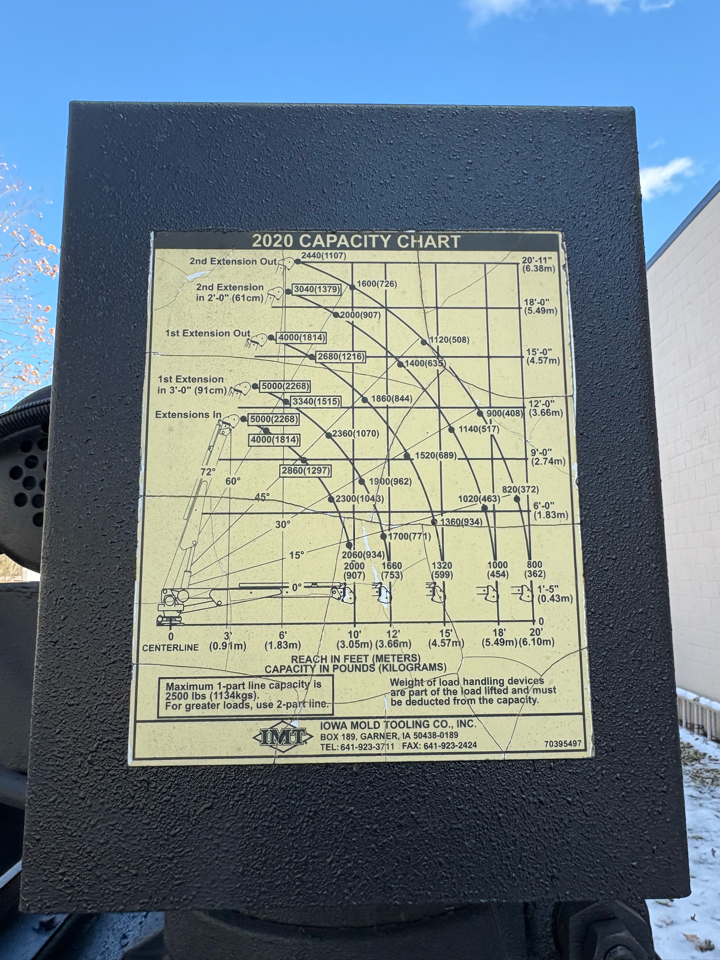 2020 CAPACITY CHART
2nd Extension Out
2440(1107)
20'-11"
(6.38m)
2nd Extension
in 2'-0" (61cm)
3040(1379)
1600(726)
18'-0"
(5.49m)
2000(907)
1st Extension Out
4000(1814)
1120(508)
15'-0"
(4.57m)
2680(1216)
1400(635)
1st Extension
in 3'-0" (91cm)
5000(2268)
3340(1515)
1860(844)
12'-0"
(3.66m)
900(408)
Extensions In
5000(2268)
4000(1814)
2360(1070)
1140(517)
9'-0"
(2.74m)
2860(1297)
1520(689)
72°
60°
45°
30°
15°
0°
1900(962)
2300(1043)
820(372)
1020(463)
6'-0"
(1.83m)
1360(934)
1700(771)
2060(934)
2000
(907)
1660
(753)
1320
(599)
1000
(454)
800
(362)
1'-5"
(0.43m)
0
0
CENTERLINE
3'
(0.91m)
6'
(1.83m)
10'
(3.05m)
12'
(3.66m)
15'
(4.57m)
18'
(5.49m)
20'
(6.10m)
REACH IN FEET (METERS)
CAPACITY IN POUNDS (KILOGRAMS)
Maximum 1-part line capacity is
2500 lbs (1134kgs).
For greater loads, use 2-part line.
Weight of load handling devices
are part of the load lifted and must
be deducted from the capacity.
IMT
IOWA MOLD TOOLING CO., INC.
BOX 189, GARNER, IA 50438-0189
TEL: 641-923-3711 FAX: 641-923-2424
70395497